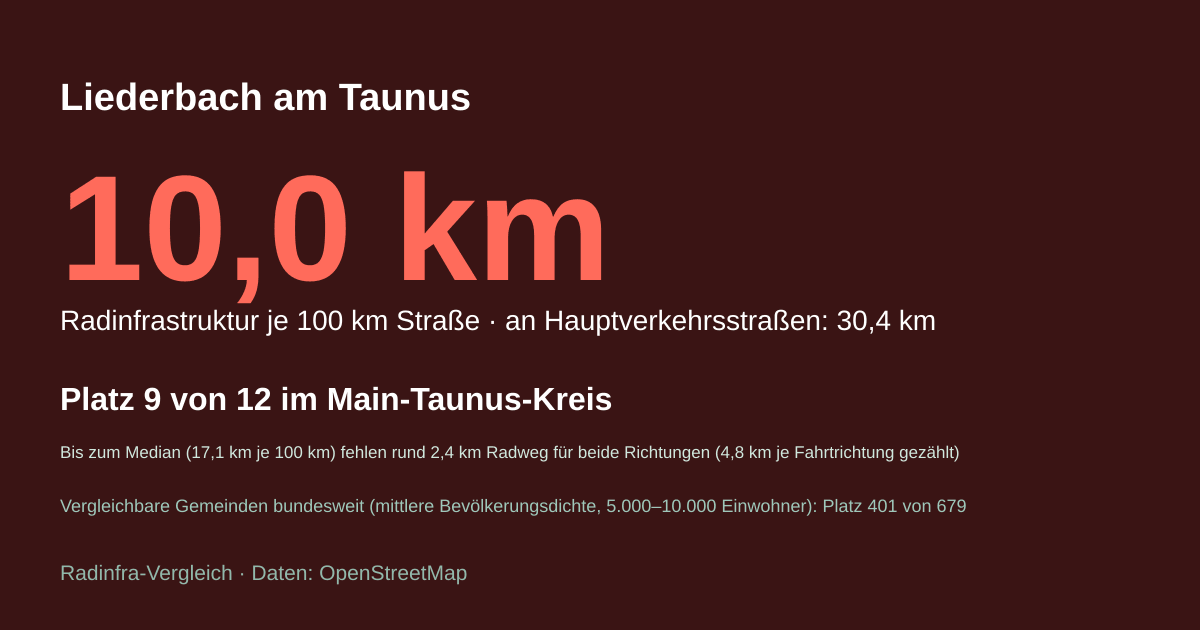 Liederbach am Taunus
10,0 km
Radinfrastruktur je 100 km Straße · an Hauptverkehrsstraßen: 30,4 km
Platz 9 von 12 im Main-Taunus-Kreis
Bis zum Median (17,1 km je 100 km) fehlen rund 2,4 km Radweg für beide Richtungen (4,8 km je Fahrtrichtung gezählt)
Vergleichbare Gemeinden bundesweit (mittlere Bevölkerungsdichte, 5.000–10.000 Einwohner): Platz 401 von 679
Radinfra-Vergleich · Daten: OpenStreetMap